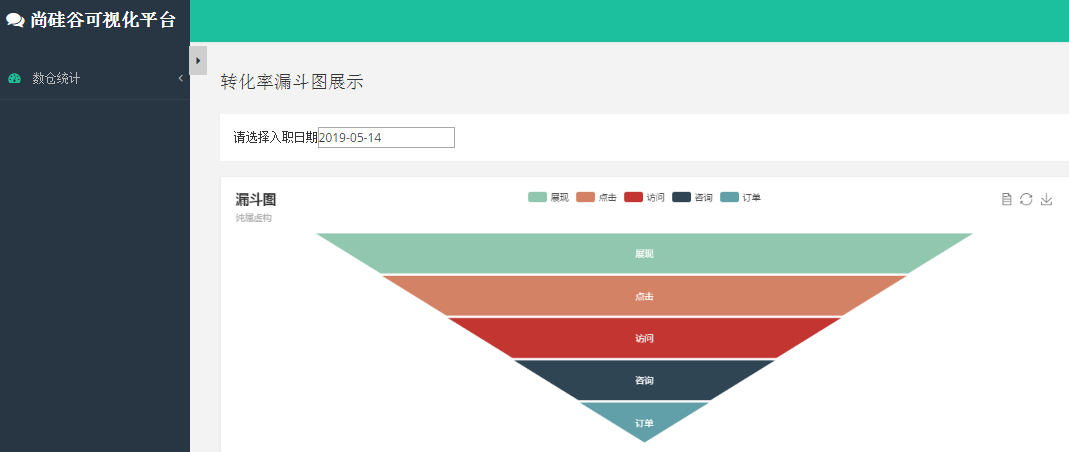 尚硅谷可视化平台
数仓统计
转化率漏斗图展示
请选择入职日期2019-05-14
漏斗图
纯属虚构
展现 点击 访问 咨询 订单
展现
点击
访问
咨询
订单